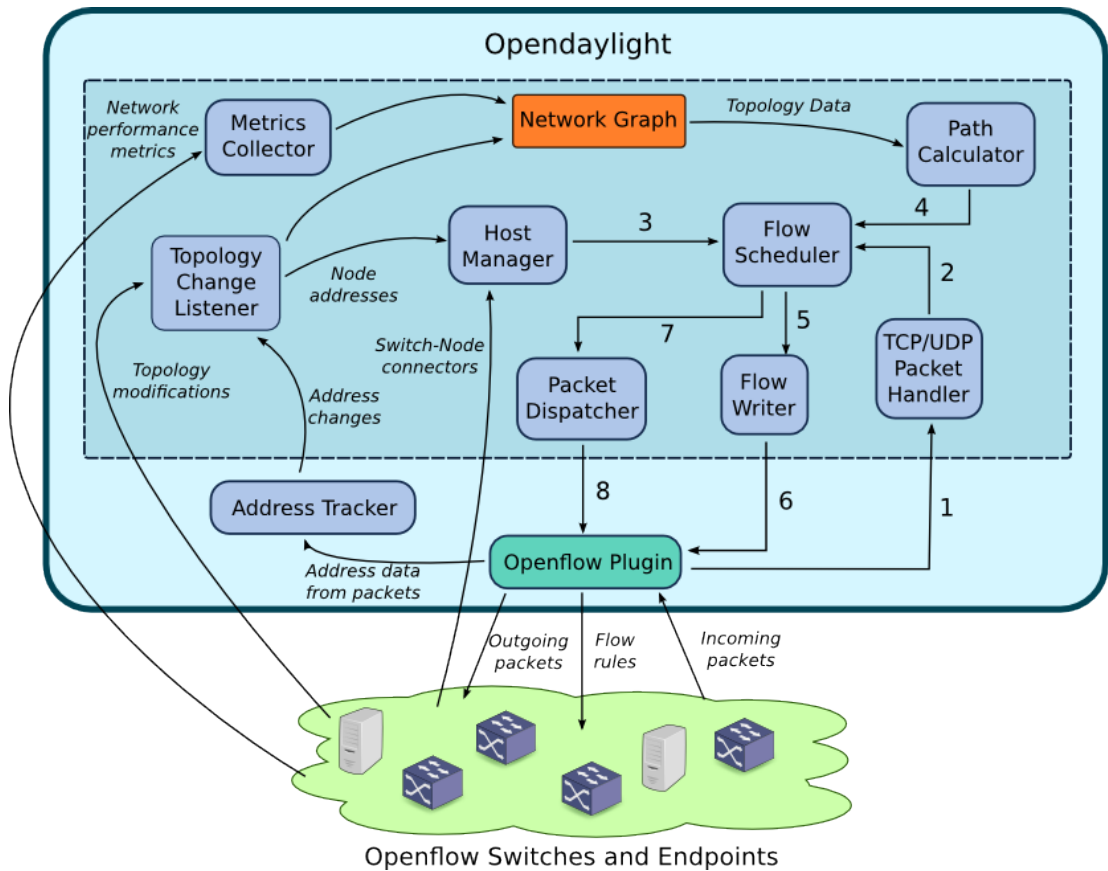 Opendaylight
Network
performance
metrics
Metrics
Collector
Network Graph
Topology Data
Path
Calculator
4
Topology
Change
Listener
Node
addresses
Host
Manager
3
Flow
Scheduler
2
Topology
modifications
Address
changes
Switch-Node
connectors
7
5
Packet
Dispatcher
Flow
Writer
TCP/UDP
Packet
Handler
Address Tracker
8
6
1
Address data
from packets
Openflow Plugin
Outgoing
packets
Flow
rules
Incoming
packets
Openflow Switches and Endpoints